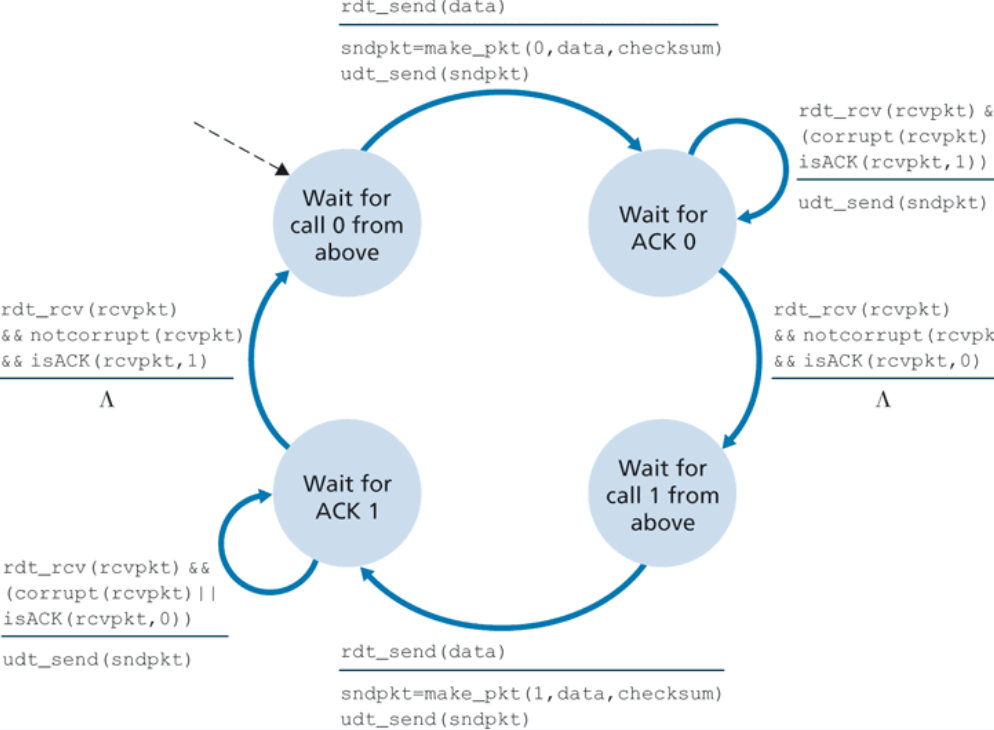 rdt_send(data)
sndpkt=make_pkt(0,data,checksum)
udt_send(sndpkt)
rdt_rcv(rcvpkt) &
(corrupt(rcvpkt)
isACK(rcvpkt,1))
udt_send(sndpkt)
Wait for
call 0 from
above
Wait for
ACK 0
rdt_rcv(rcvpkt)
&& notcorrupt(rcvpkt)
&& isACK(rcvpkt,1)
Λ
rdt_rcv(rcvpkt)
&& notcorrupt(rcvpk
&& isACK(rcvpkt,0)
Λ
Wait for
ACK 1
Wait for
call 1 from
above
rdt_rcv(rcvpkt) &&
(corrupt(rcvpkt)||
isACK(rcvpkt,0))
udt_send(sndpkt)
rdt_send(data)
sndpkt=make_pkt(1,data,checksum)
udt_send(sndpkt)